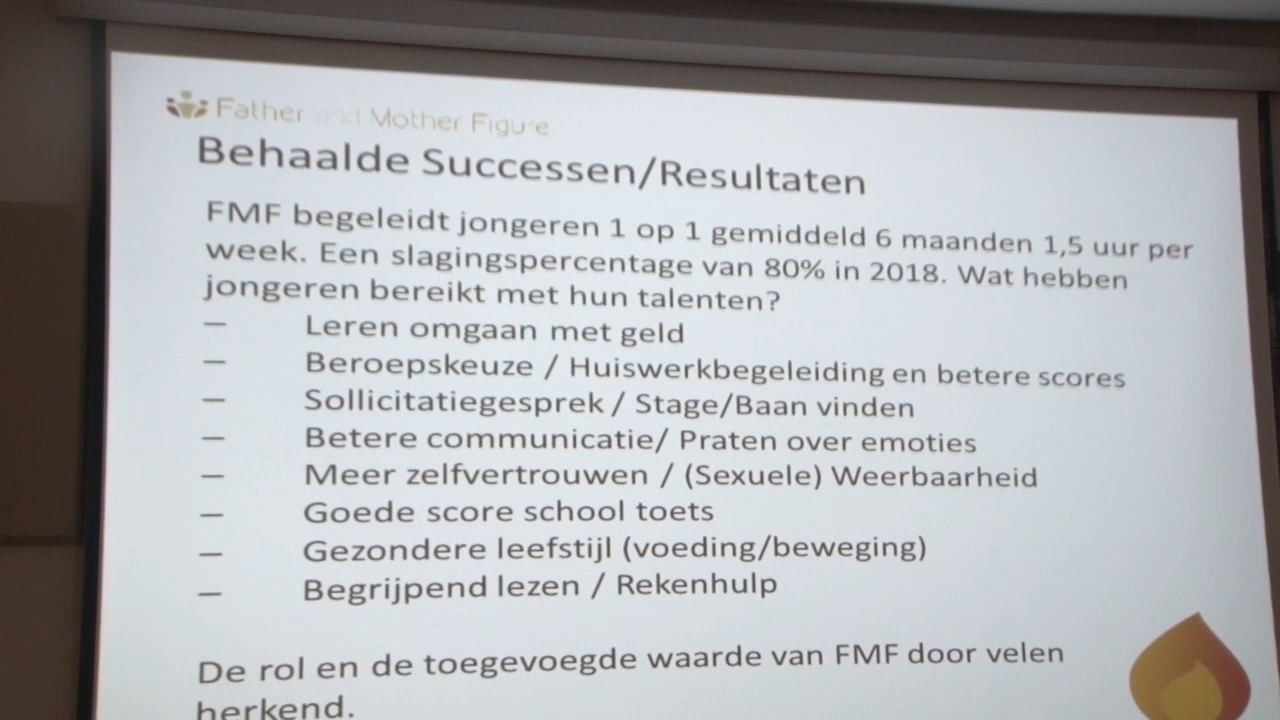 Father and Mother Figure
Behaalde Successen/Resultaten
FMF begeleidt jongeren 1 op 1 gemiddeld 6 maanden 1,5 uur per
week. Een slagingspercentage van 80% in 2018. Wat hebben
jongeren bereikt met hun talenten?
— Leren omgaan met geld
— Beroepskeuze / Huiswerkbegeleiding en betere scores
— Sollicitatiegesprek / Stage/Baan vinden
— Betere communicatie/ Praten over emoties
— Meer zelfvertrouwen / (Sexuele) Weerbaarheid
— Goede score school toets
— Gezondere leefstijl (voeding/beweging)
— Begrijpend lezen / Rekenhulp
De rol en de toegevoegde waarde van FMF door velen
herkend.